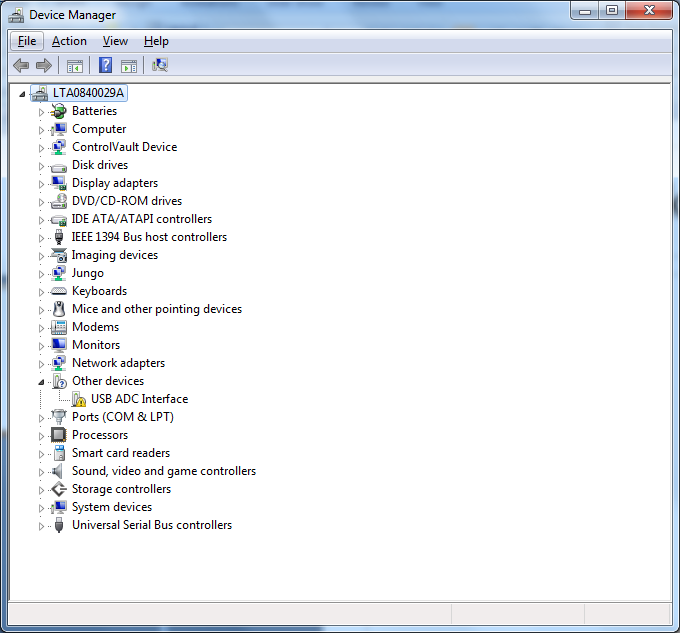 Device Manager
File Action View Help
LTA0840029A
Batteries
Computer
ControlVault Device
Disk drives
Display adapters
DVD/CD-ROM drives
IDE ATA/ATAPI controllers
IEEE 1394 Bus host controllers
Imaging devices
Jungo
Keyboards
Mice and other pointing devices
Modems
Monitors
Network adapters
Other devices
USB ADC Interface
Ports (COM & LPT)
Processors
Smart card readers
Sound, video and game controllers
Storage controllers
System devices
Universal Serial Bus controllers